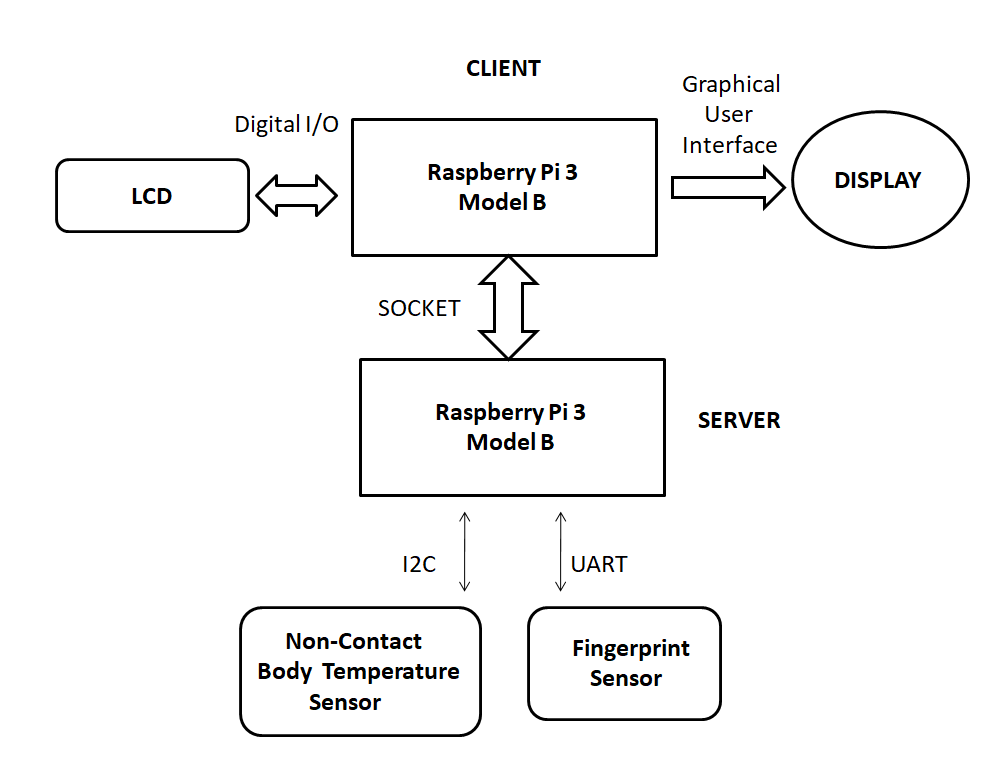 CLIENT
Graphical
User
Interface
Digital I/O
Raspberry Pi 3
Model B
LCD
DISPLAY
SOCKET
Raspberry Pi 3
Model B
SERVER
I2C
UART
Non-Contact
Body Temperature
Sensor
Fingerprint
Sensor